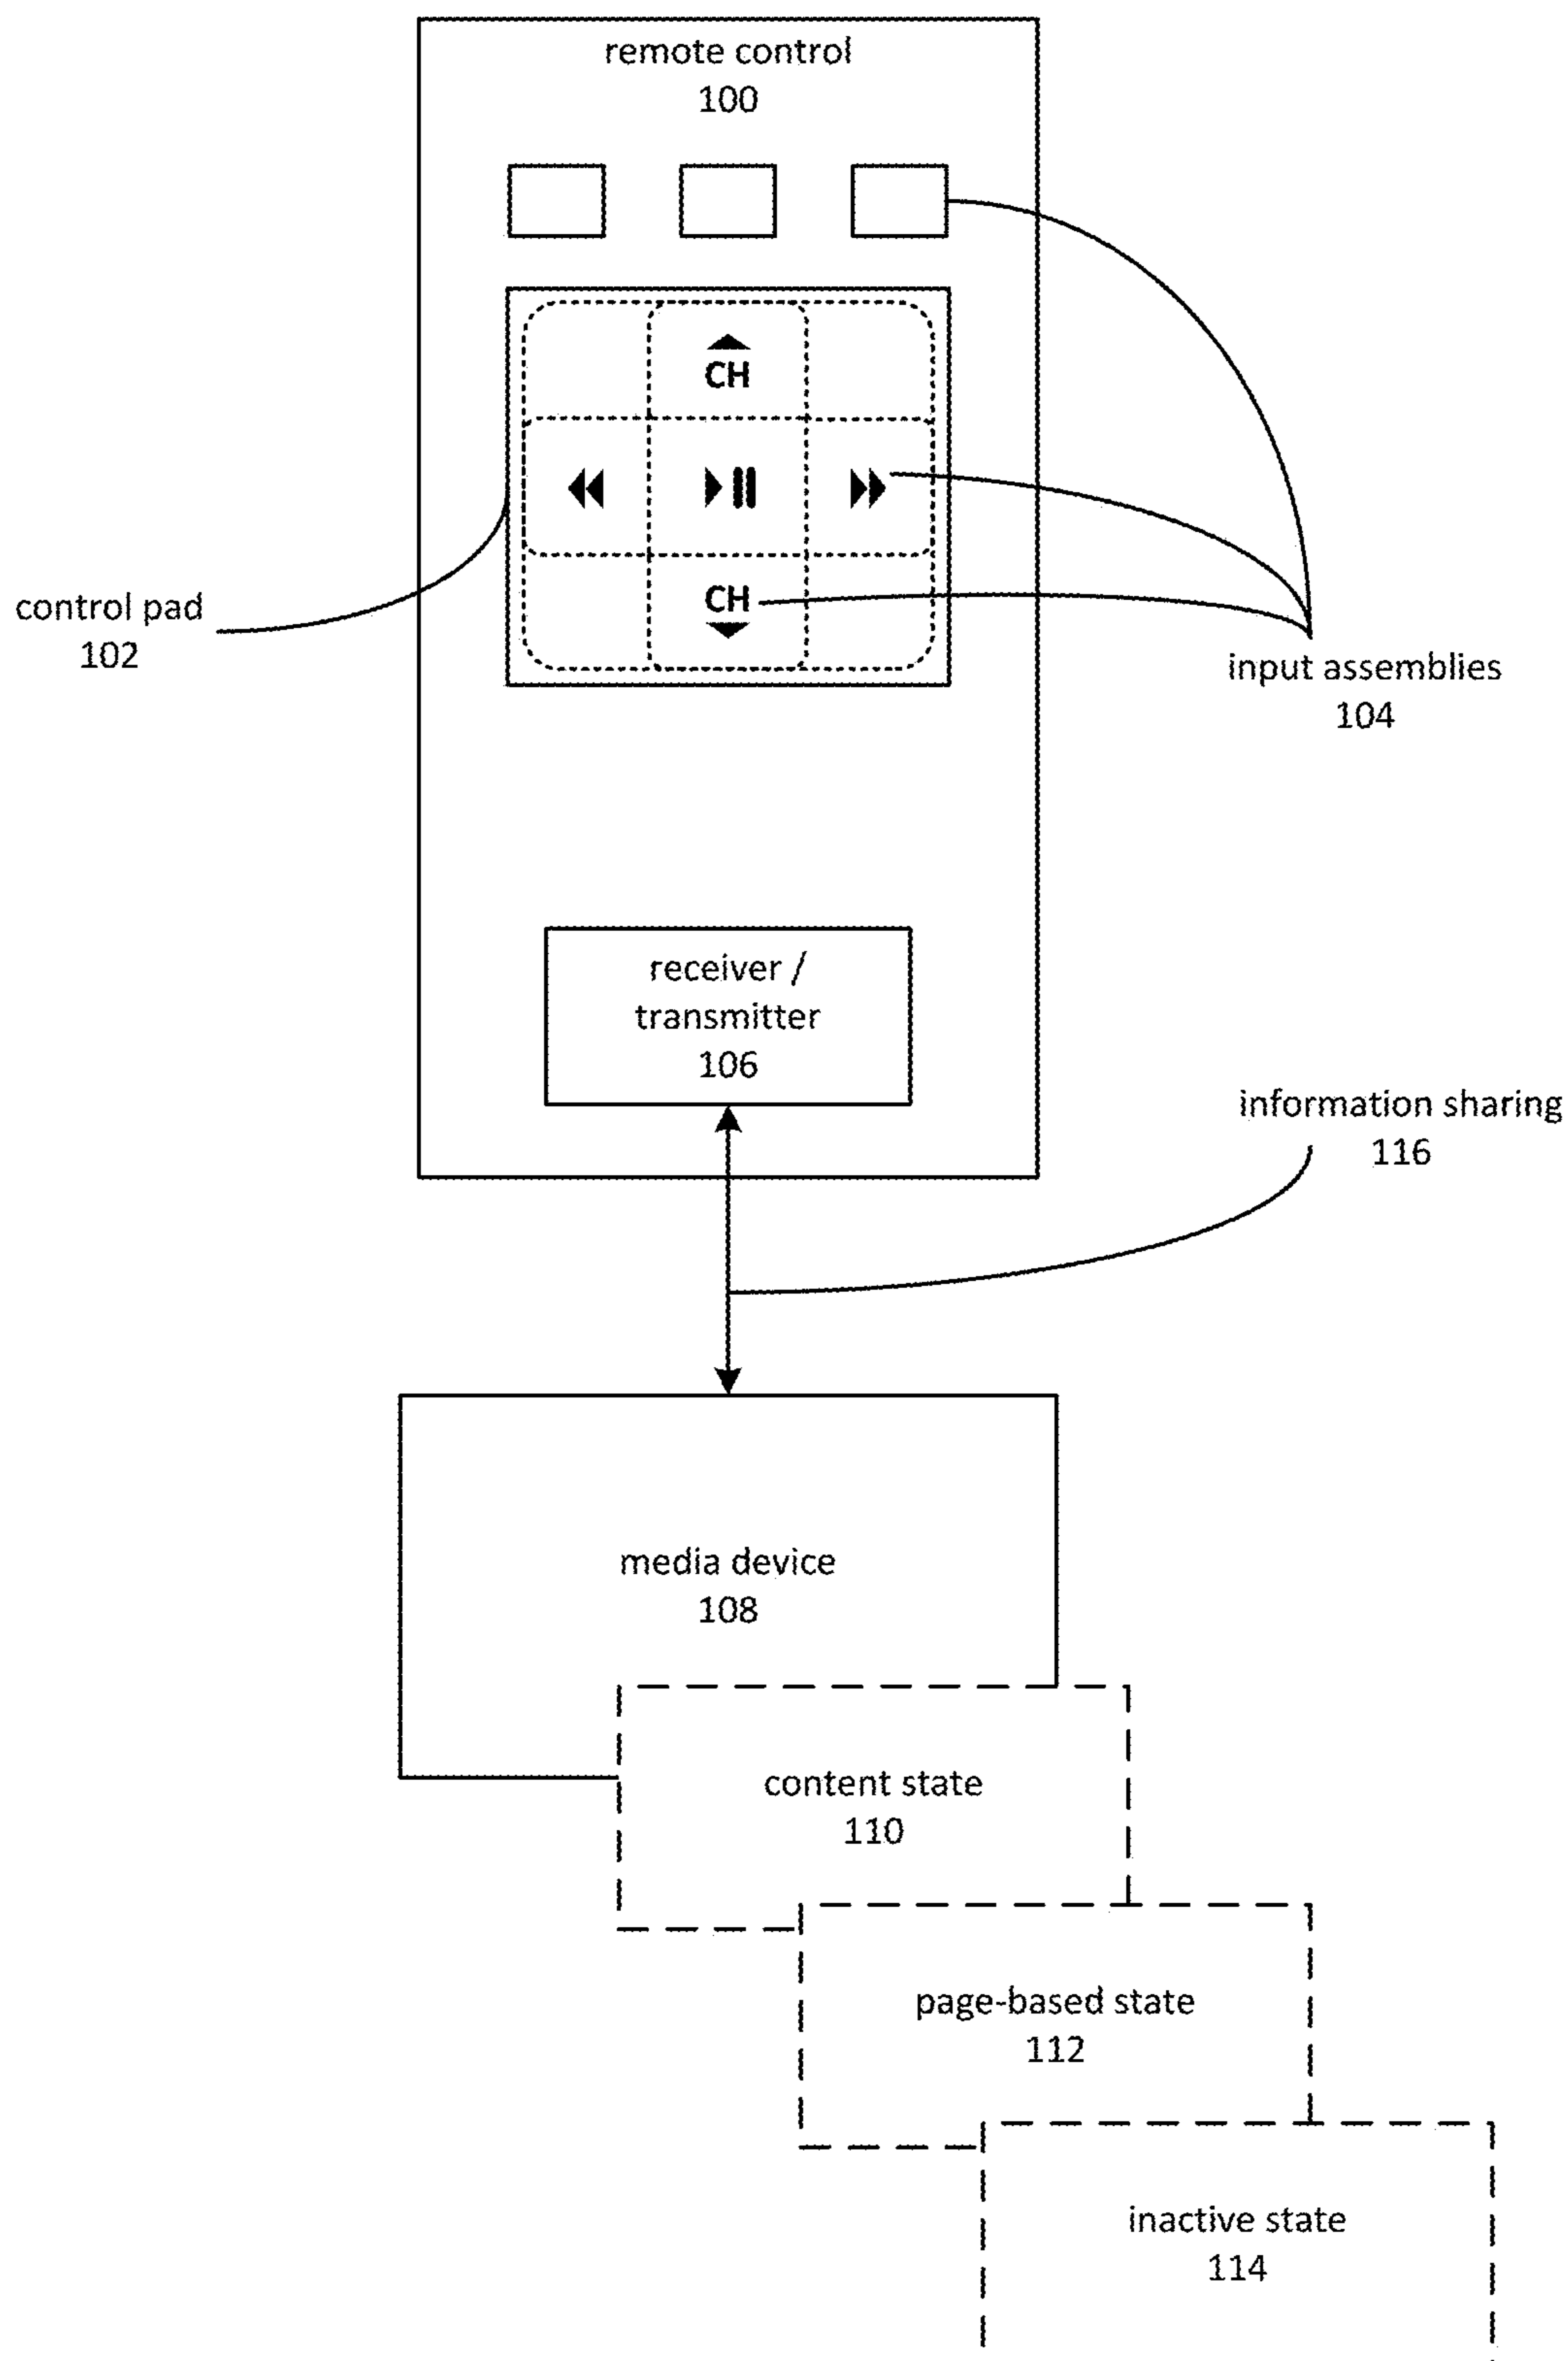 remote control
100
CH
CH
control pad
102
input assemblies
104
receiver /
transmitter
106
information sharing
116
media device
108
content state
110
page-based state
112
inactive state
114